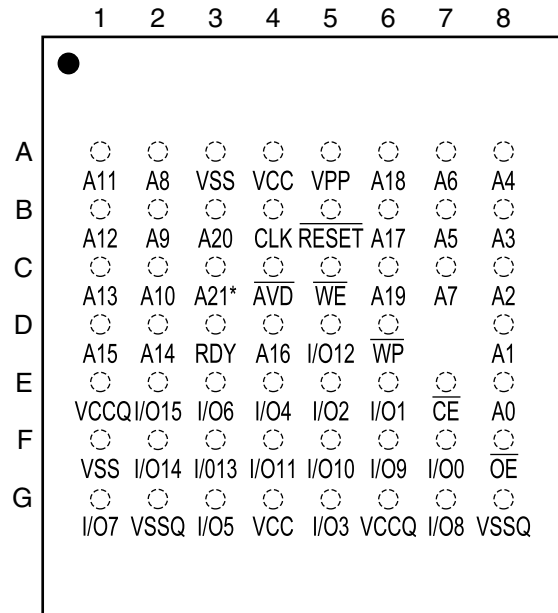 1 2 3 4 5 6 7 8
A
A11 A8 VSS VCC VPP A18 A6 A4
B
A12 A9 A20 CLK RESET A17 A5 A3
C
A13 A10 A21* AVD WE A19 A7 A2
D
A15 A14 RDY A16 I/O12 WP A1
E
VCCQ I/O15 I/O6 I/O4 I/O2 I/O1 CE A0
F
VSS I/O14 I/013 I/O11 I/O10 I/O9 I/O0 OE
G
I/O7 VSSQ I/O5 VCC I/O3 VCCQ I/O8 VSSQ